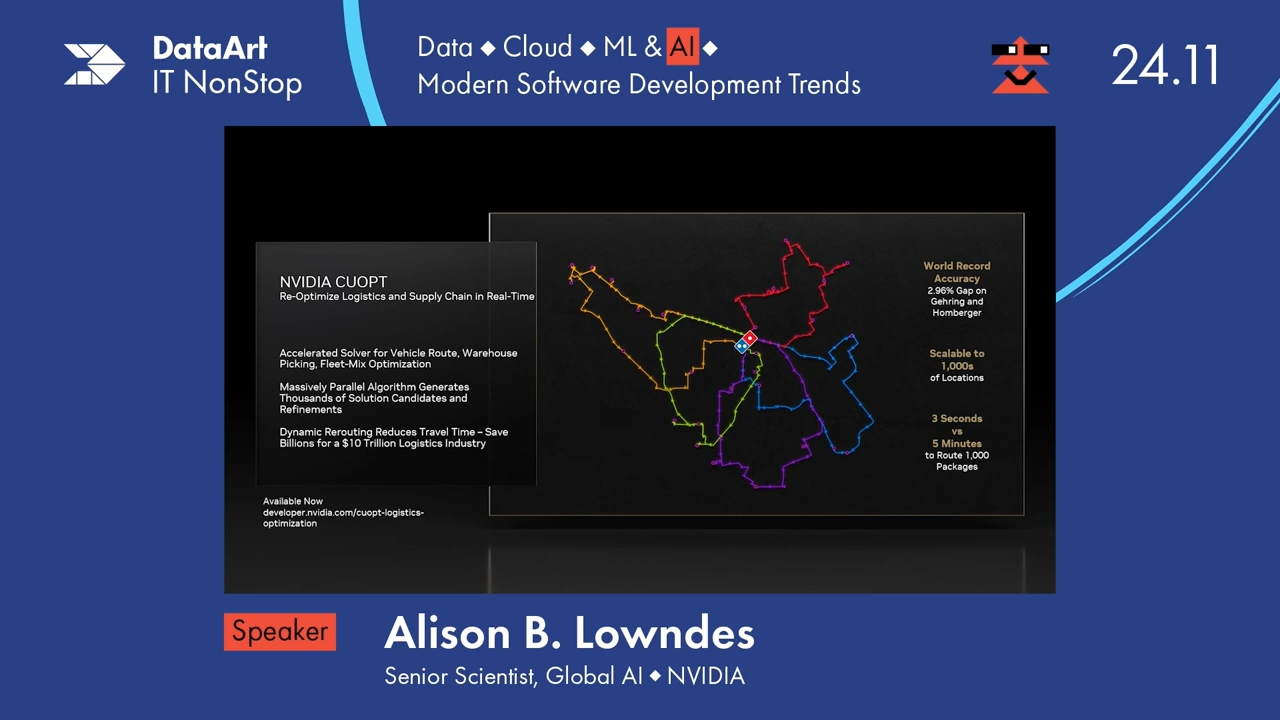 DataArt
IT NonStop
Data ◆ Cloud ◆ ML & AI ◆
Modern Software Development Trends
24.11
NVIDIA CUOPT
Re-Optimize Logistics and Supply Chain in Real-Time
Accelerated Solver for Vehicle Route, Warehouse
Picking, Fleet-Mix Optimization
Massively Parallel Algorithm Generates
Thousands of Solution Candidates and
Refinements
Dynamic Rerouting Reduces Travel Time – Save
Billions for a $10 Trillion Logistics Industry
Available Now
developer.nvidia.com/cuopt-logistics-
optimization
World Record
Accuracy
2.96% Gap on
Gehring and
Homberger
Scalable to
1,000s
of Locations
3 Seconds
vs
5 Minutes
to Route 1,000
Packages
Speaker
Alison B. Lowndes
Senior Scientist, Global AI ◆ NVIDIA